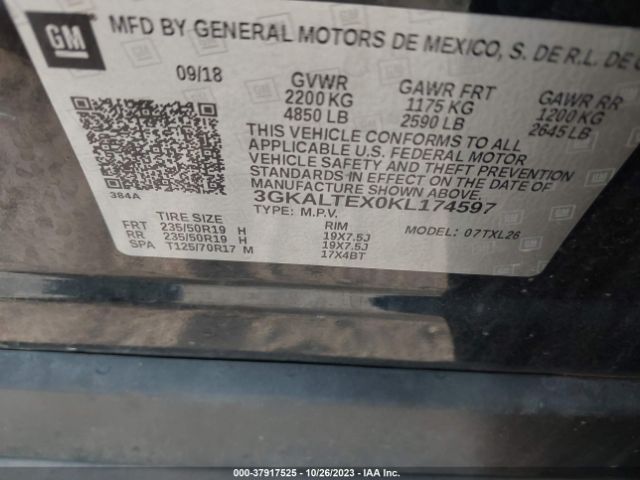 GM
MFD BY GENERAL MOTORS DE MEXICO, S. DE R.L. DE
09/18 GVWR GAWR FRT GAWR RR
2200 KG 1175 KG 1200 KG
4850 LB 2590 LB 2645 LB
THIS VEHICLE CONFORMS TO ALL
APPLICABLE U.S. FEDERAL MOTOR
VEHICLE SAFETY AND THEFT PREVENTION
STANDARDS IN EFFECT ON THE DATE OF
MANUFACTURE SHOWN ABOVE.
384A
3GKALTEX0KL174597
TYPE: M.P.V. MODEL: 07TXL26
TIRE SIZE RIM
FRT 235/50R19 H 19X7.5J
RR 235/50R19 H 19X7.5J
SPA T125/70R17 M 17X4BT
000-37917525 - 10/26/2023 - IAA Inc.